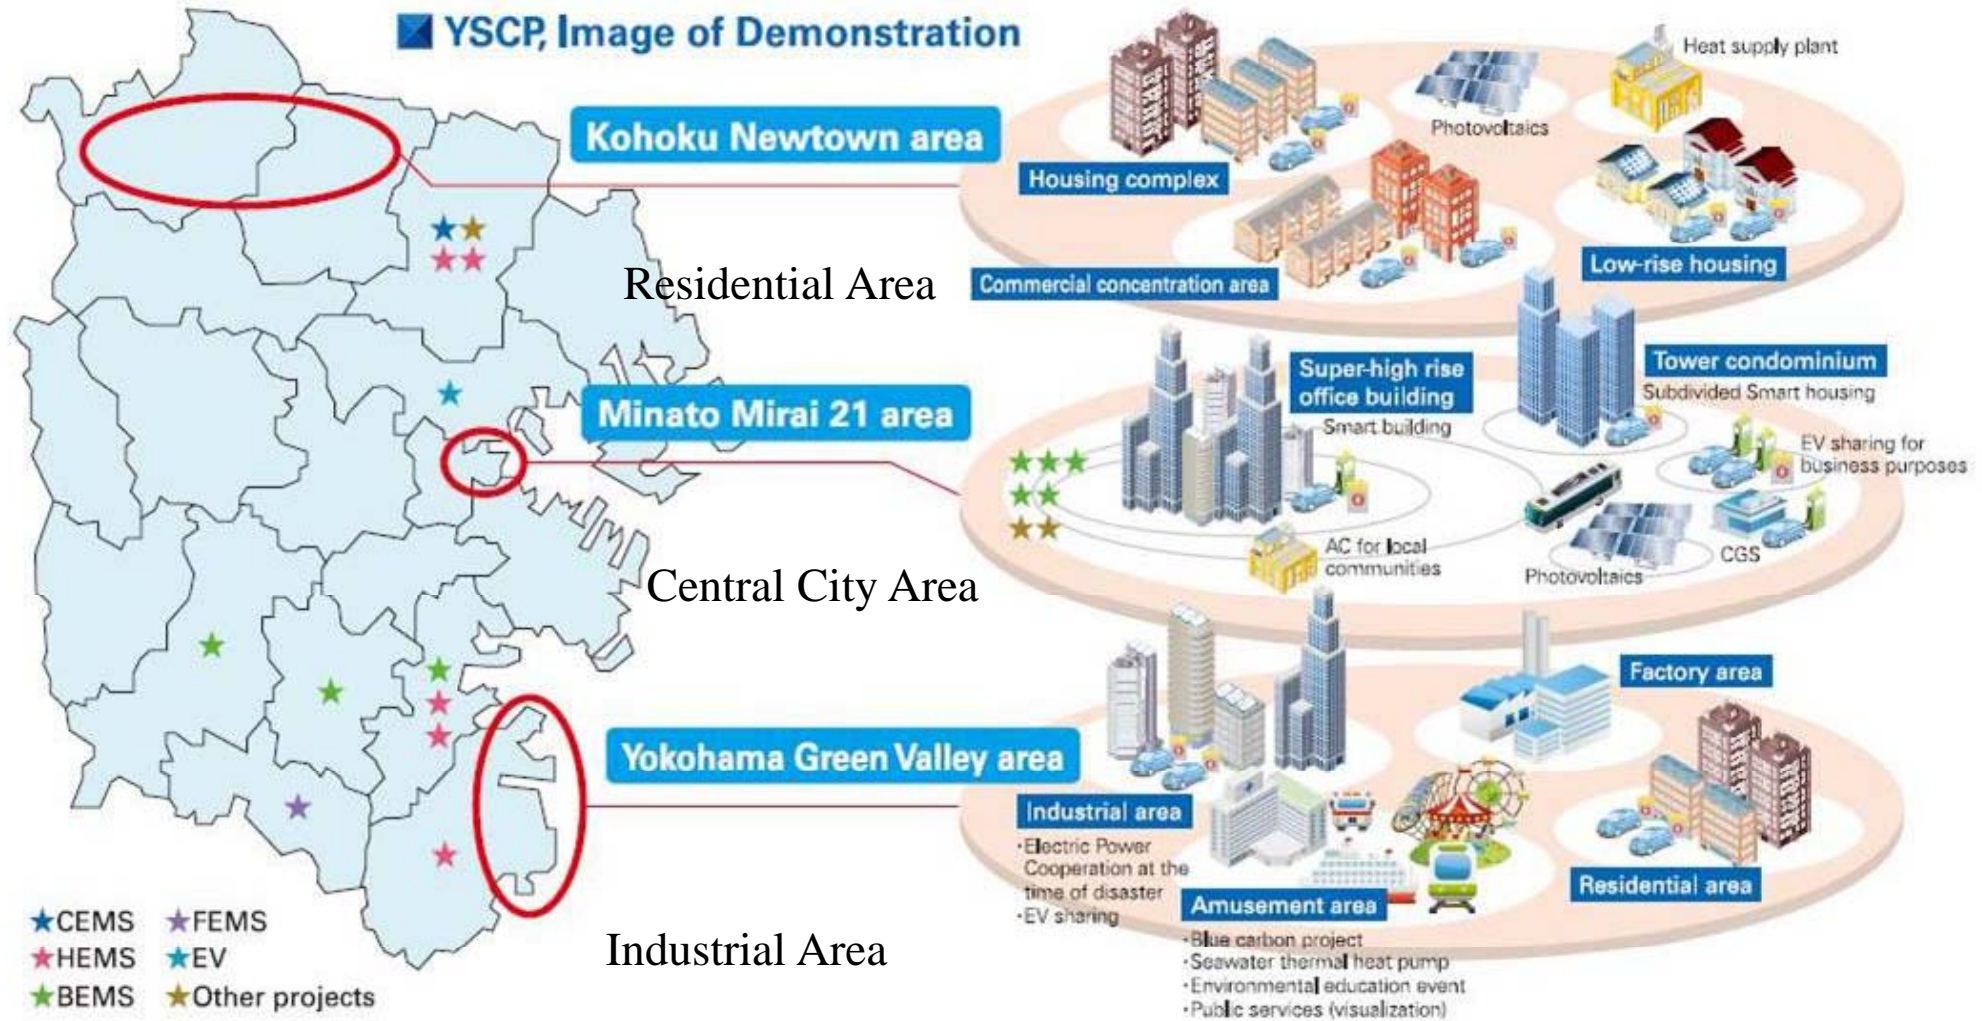 YSCP, Image of Demonstration
Kohoku Newtown area
Residential Area
Heat supply plant
Photovoltaics
Housing complex
Commercial concentration area
Low-rise housing
Minato Mirai 21 area
Central City Area
Super-high rise
office building
Smart building
Tower condominium
Subdivided Smart housing
EV sharing for
business purposes
AC for local
communities
Photovoltaics
CGS
Yokohama Green Valley area
Industrial Area
Factory area
Industrial area
·Electric Power
Cooperation at the
time of disaster
·EV sharing
Residential area
Amusement area
·Blue carbon project
·Seawater thermal heat pump
·Environmental education event
·Public services (visualization)
★CEMS ★FEMS
★HEMS ★EV
★BEMS ★Other projects